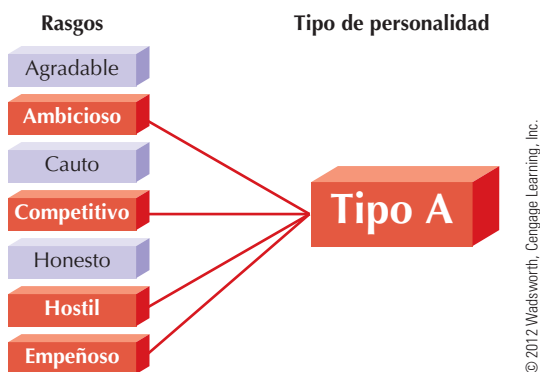 Rasgos
Tipo de personalidad
Agradable
Ambicioso
Cauto
Competitivo
Honesto
Hostil
Empeñoso
Tipo A
© 2012 Wadsworth, Cengage Learning, Inc.